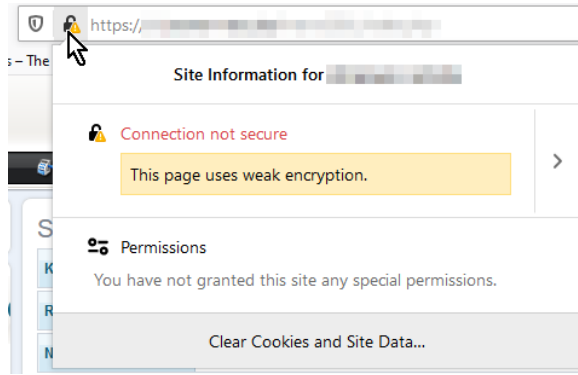 https://
s – The
Site Information for
Connection not secure
This page uses weak encryption.
S
Permissions
K
You have not granted this site any special permissions.
R
Clear Cookies and Site Data...
N